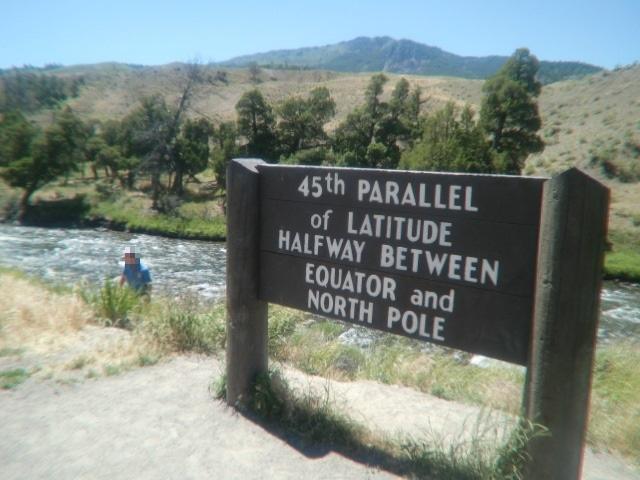 45th PARALLEL
of LATITUDE
HALFWAY BETWEEN
EQUATOR and
NORTH POLE